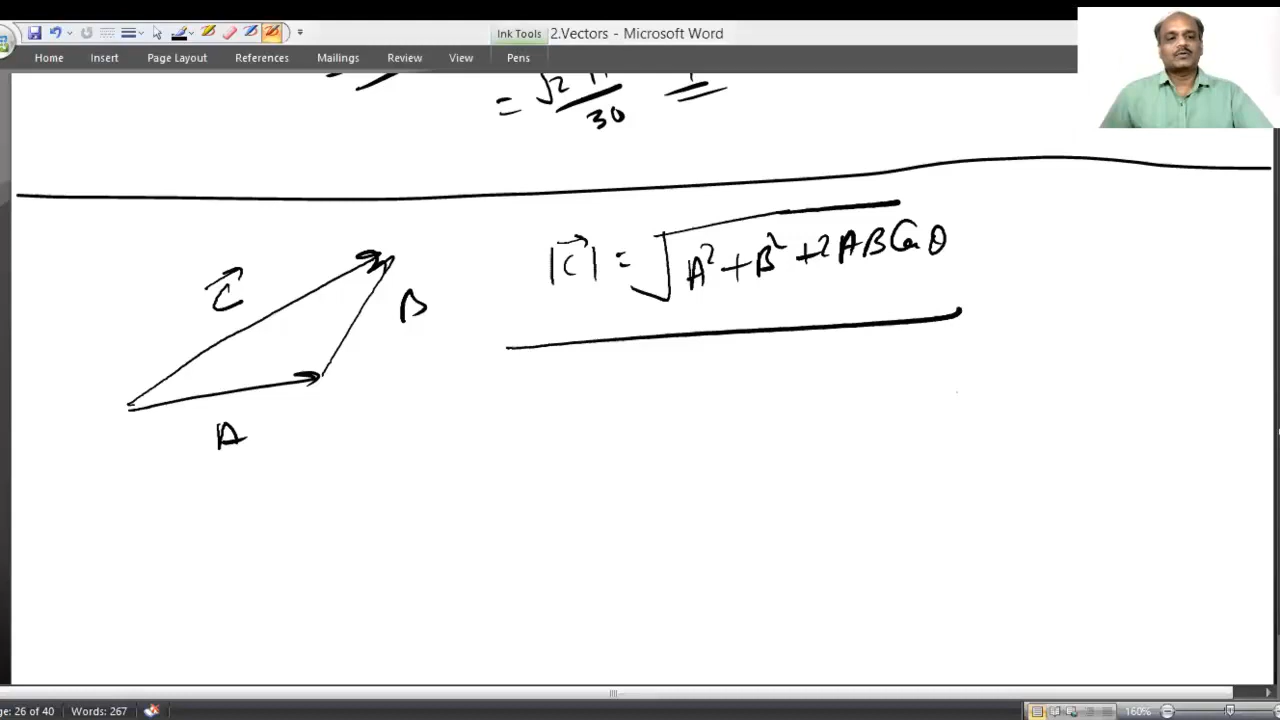 Ink Tools 2.Vectors - Microsoft Word
Home Insert Page Layout References Mailings Review View Pens
= √2
30
C⃗
B
A
|C⃗| = √A²+B²+2AB Cos θ
ge: 26 of 40 Words: 267 160%